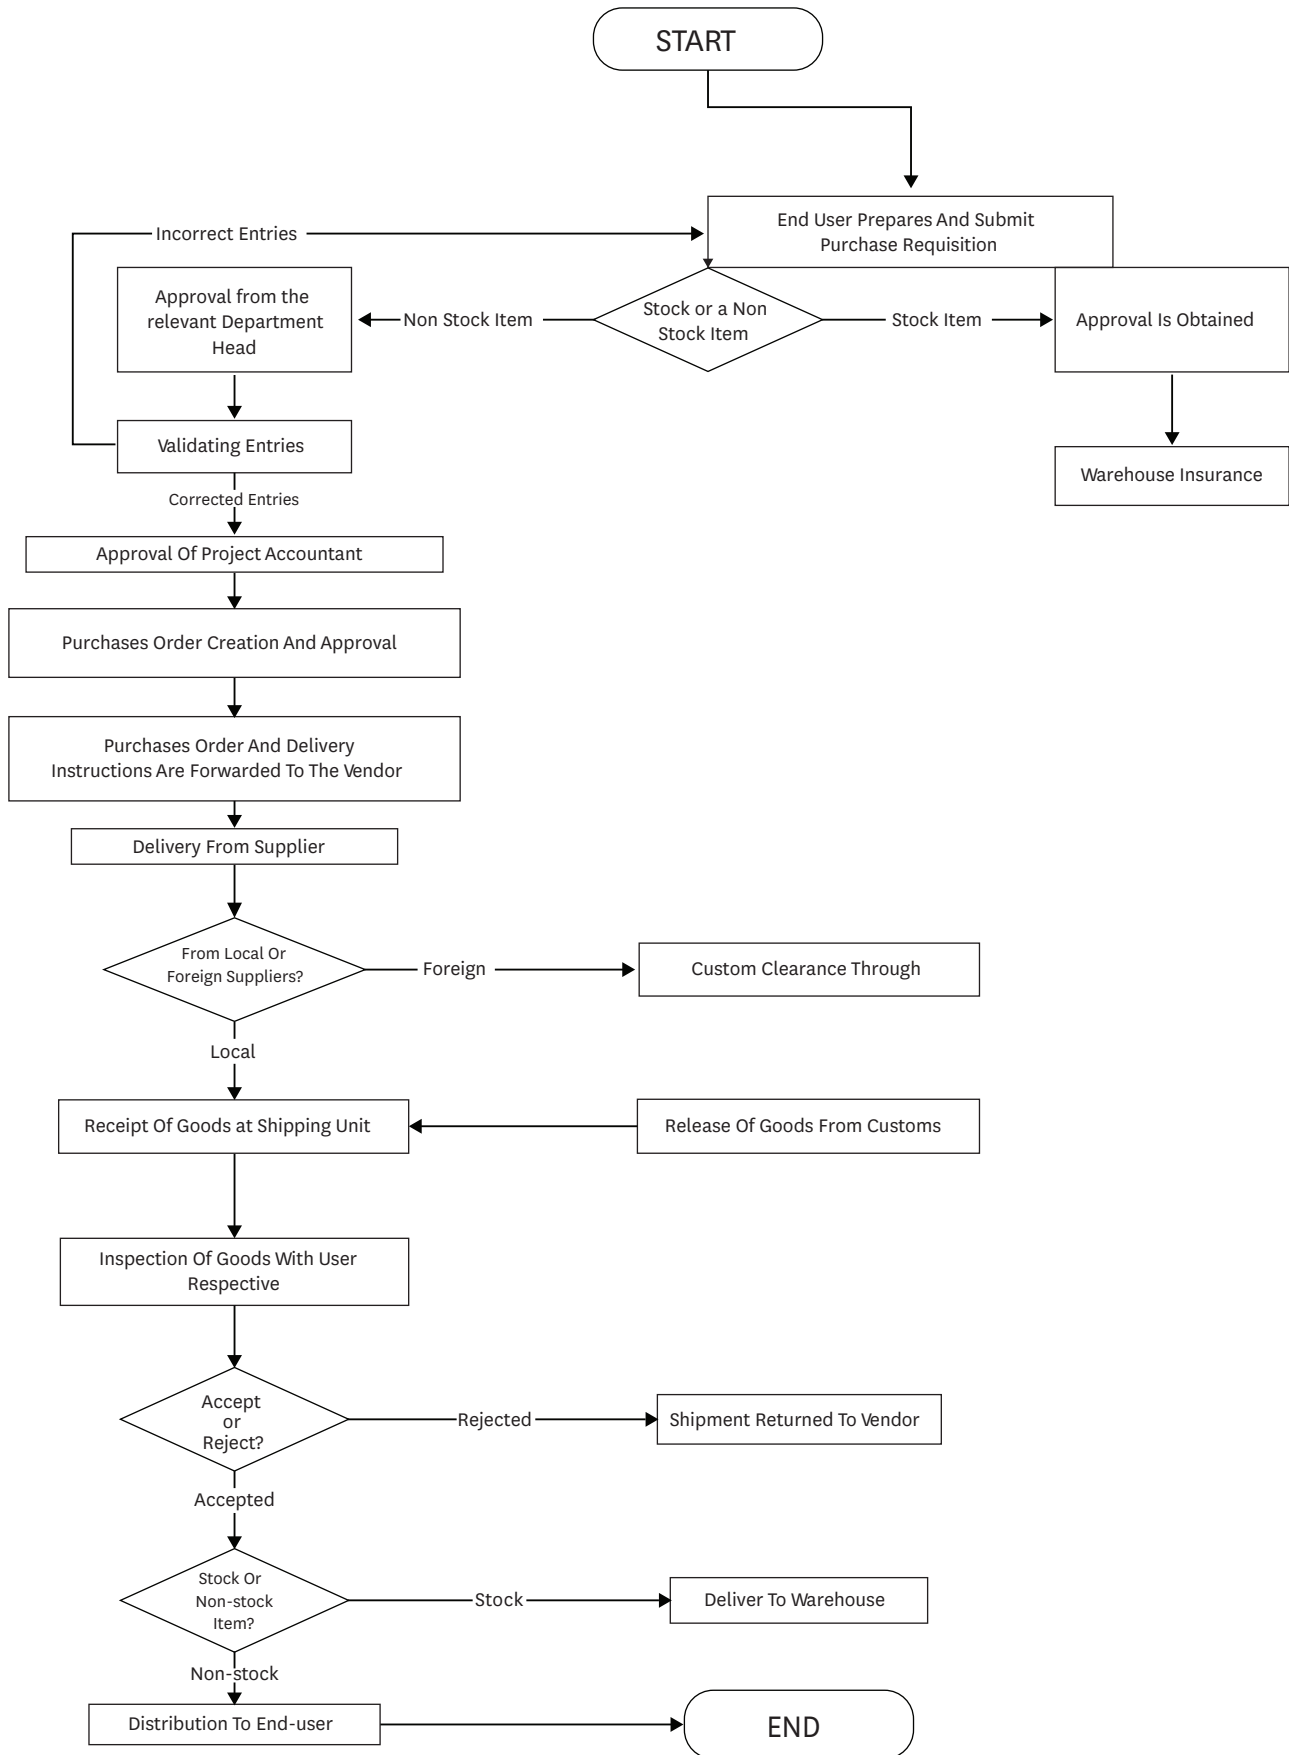 START
End User Prepares And Submit
Purchase Requisition
Incorrect Entries
Approval from the
relevant Department
Head
Non Stock Item
Stock or a Non
Stock Item
Stock Item
Approval Is Obtained
Validating Entries
Warehouse Insurance
Corrected Entries
Approval Of Project Accountant
Purchases Order Creation And Approval
Purchases Order And Delivery
Instructions Are Forwarded To The Vendor
Delivery From Supplier
From Local Or
Foreign Suppliers?
Foreign
Custom Clearance Through
Local
Receipt Of Goods at Shipping Unit
Release Of Goods From Customs
Inspection Of Goods With User
Respective
Accept
or
Reject?
Rejected
Shipment Returned To Vendor
Accepted
Stock Or
Non-stock
Item?
Stock
Deliver To Warehouse
Non-stock
Distribution To End-user
END